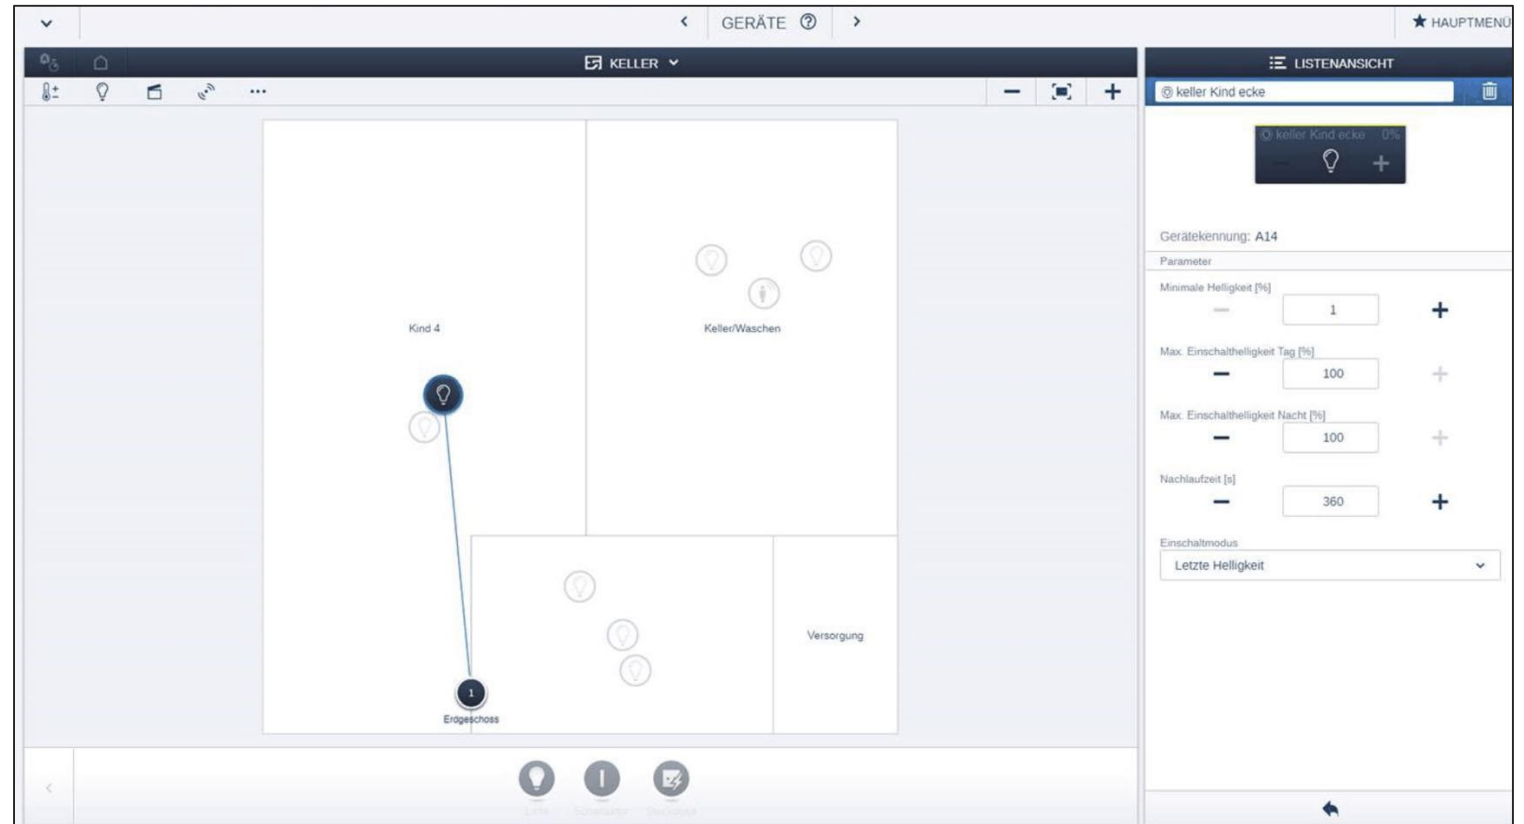 GERÄTE ?
HAUPTMENÜ
KELLER
LISTENANSICHT
keller Kind ecke
keller Kind ecke 0%
Gerätekennung: A14
Parameter
Minimale Helligkeit [%]
1
Max. Einschalthelligkeit Tag [%]
100
Max. Einschalthelligkeit Nacht [%]
100
Nachlaufzeit [s]
360
Einschaltmodus
Letzte Helligkeit
Kind 4
Keller/Waschen
Versorgung
1
Erdgeschoss